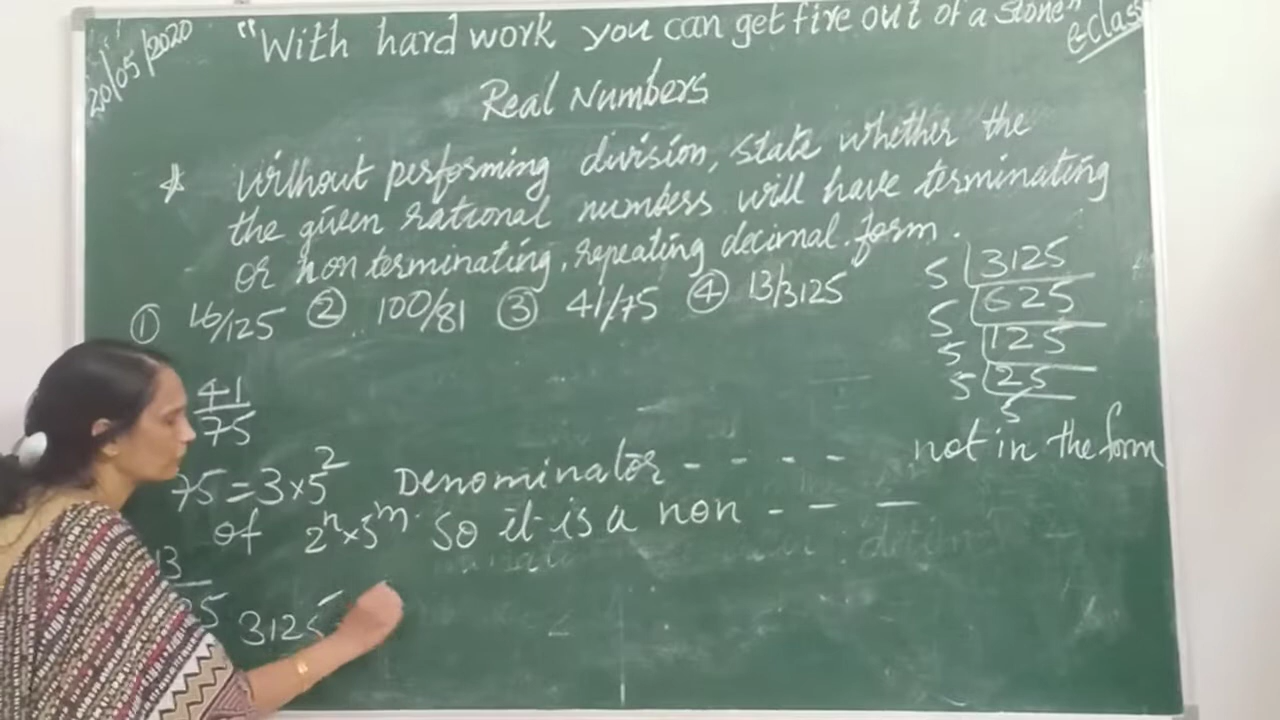 20/05/2020
"With hard work you can get fire out of a stone"
e-class
Real Numbers
* Without performing division, state whether the
the given rational numbers will have terminating
or non terminating, repeating decimal form.
① 16/125 ② 100/81 ③ 41/75 ④ 13/3125
5 3125
5 625
5 125
5 25
5
41
75
75 = 3×5² Denominator - - - - not in the form
of 2ⁿ×5ᵐ. So it is a non - - -
13
25 3125